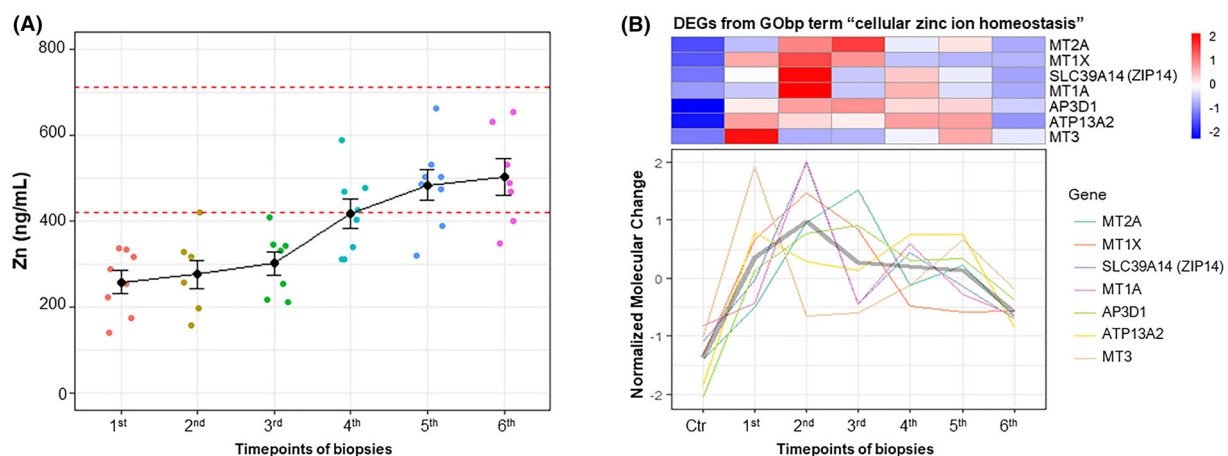 (A)
800
600
400
200
0
Zn (ng/mL)
1st
2nd
3rd
4th
5th
6th
Timepoints of biopsies
(B)
DEGs from GObp term “cellular zinc ion homeostasis”
MT2A
MT1X
SLC39A14 (ZIP14)
MT1A
AP3D1
ATP13A2
MT3
2
1
0
-1
-2
2
1
0
-1
-2
Normalized Molecular Change
Ctr
1st
2nd
3rd
4th
5th
6th
Timepoints of biopsies
Gene
MT2A
MT1X
SLC39A14 (ZIP14)
MT1A
AP3D1
ATP13A2
MT3